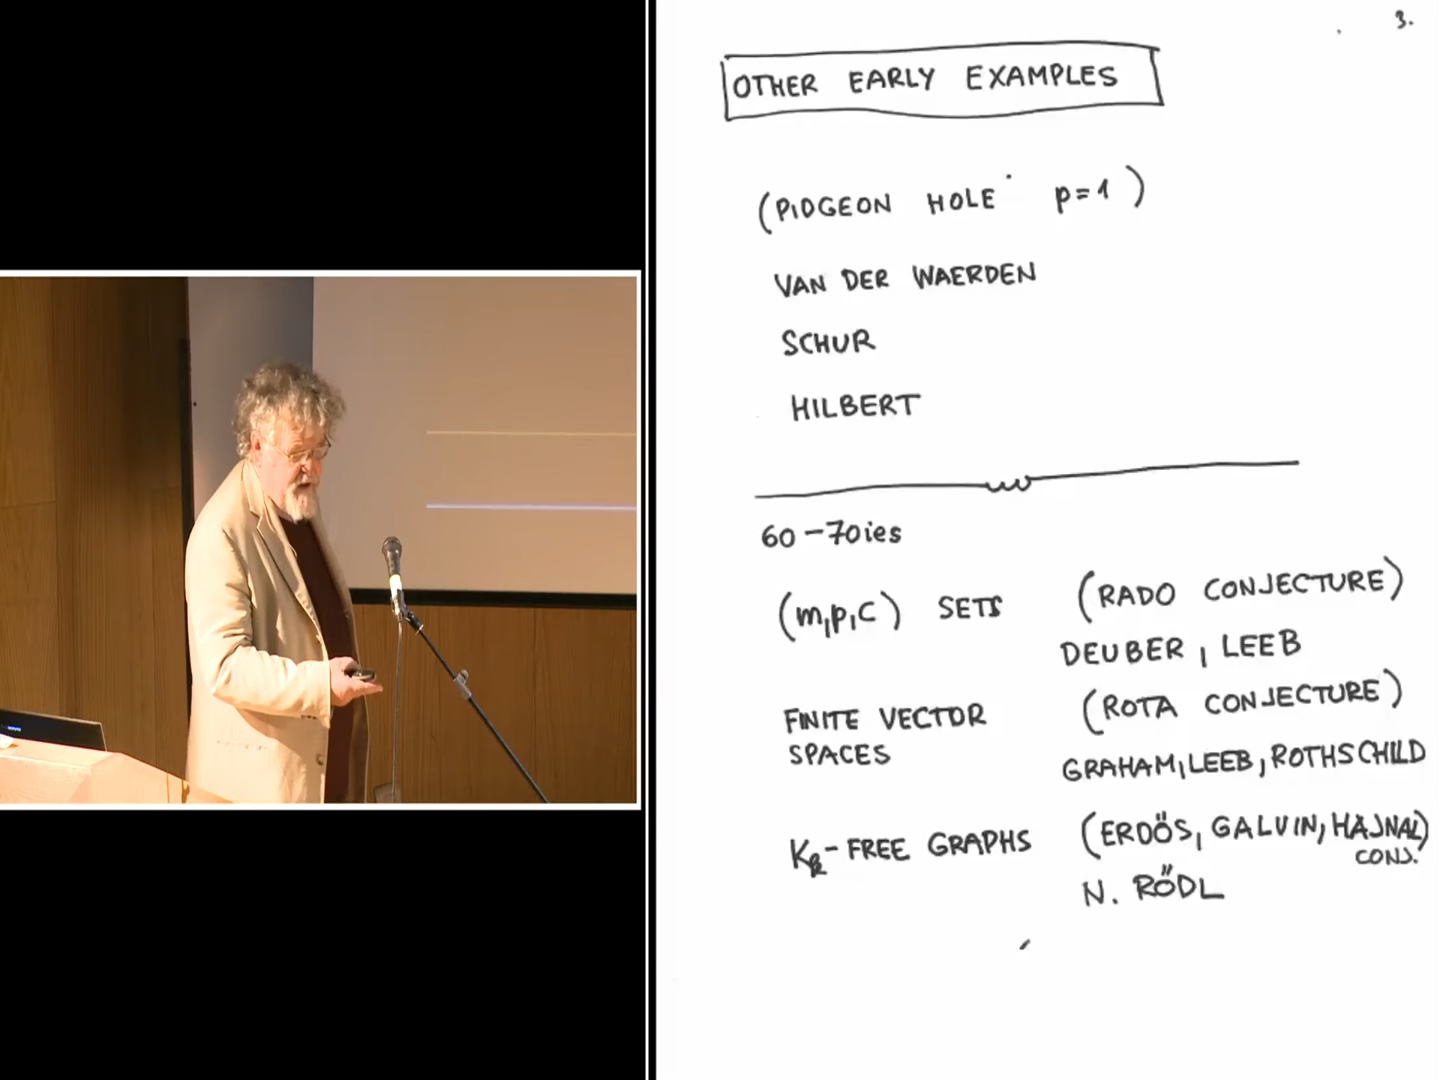 3.
OTHER EARLY EXAMPLES
(PIDGEON HOLE p=1)
VAN DER WAERDEN
SCHUR
HILBERT
60-70ies
(m,p,c) SETS (RADO CONJECTURE)
DEUBER, LEEB
FINITE VECTOR SPACES (ROTA CONJECTURE)
GRAHAM, LEEB, ROTHSCHILD
Kk-FREE GRAPHS (ERDÖS, GALVIN, HAJNAL)
CONJ.
N. RÖDL